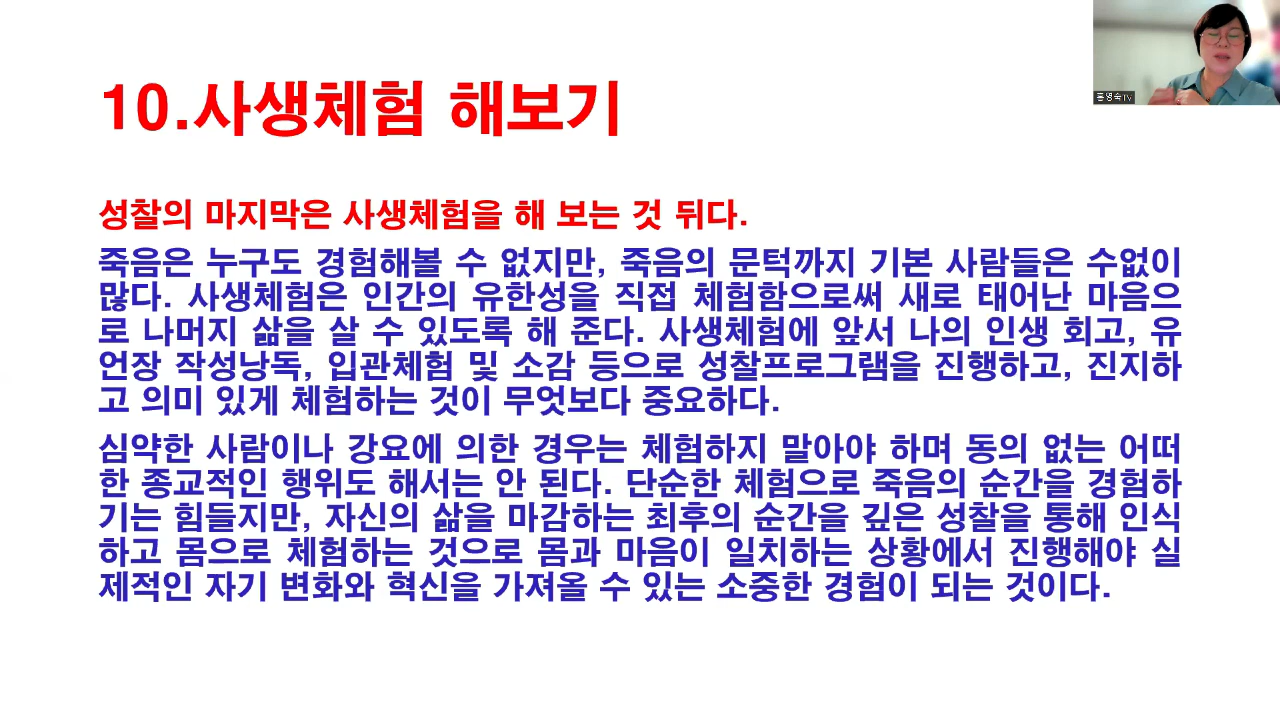 10.사생체험 해보기
성찰의 마지막은 사생체험을 해 보는 것 뒤다.
죽음은 누구도 경험해볼 수 없지만, 죽음의 문턱까지 기본 사람들은 수없이
많다. 사생체험은 인간의 유한성을 직접 체험함으로써 새로 태어난 마음으
로 나머지 삶을 살 수 있도록 해 준다. 사생체험에 앞서 나의 인생 회고, 유
언장 작성낭독, 입관체험 및 소감 등으로 성찰프로그램을 진행하고, 진지하
고 의미 있게 체험하는 것이 무엇보다 중요하다.
심약한 사람이나 강요에 의한 경우는 체험하지 말아야 하며 동의 없는 어떠
한 종교적인 행위도 해서는 안 된다. 단순한 체험으로 죽음의 순간을 경험하
기는 힘들지만, 자신의 삶을 마감하는 최후의 순간을 깊은 성찰을 통해 인식
하고 몸으로 체험하는 것으로 몸과 마음이 일치하는 상황에서 진행해야 실
제적인 자기 변화와 혁신을 가져올 수 있는 소중한 경험이 되는 것이다.